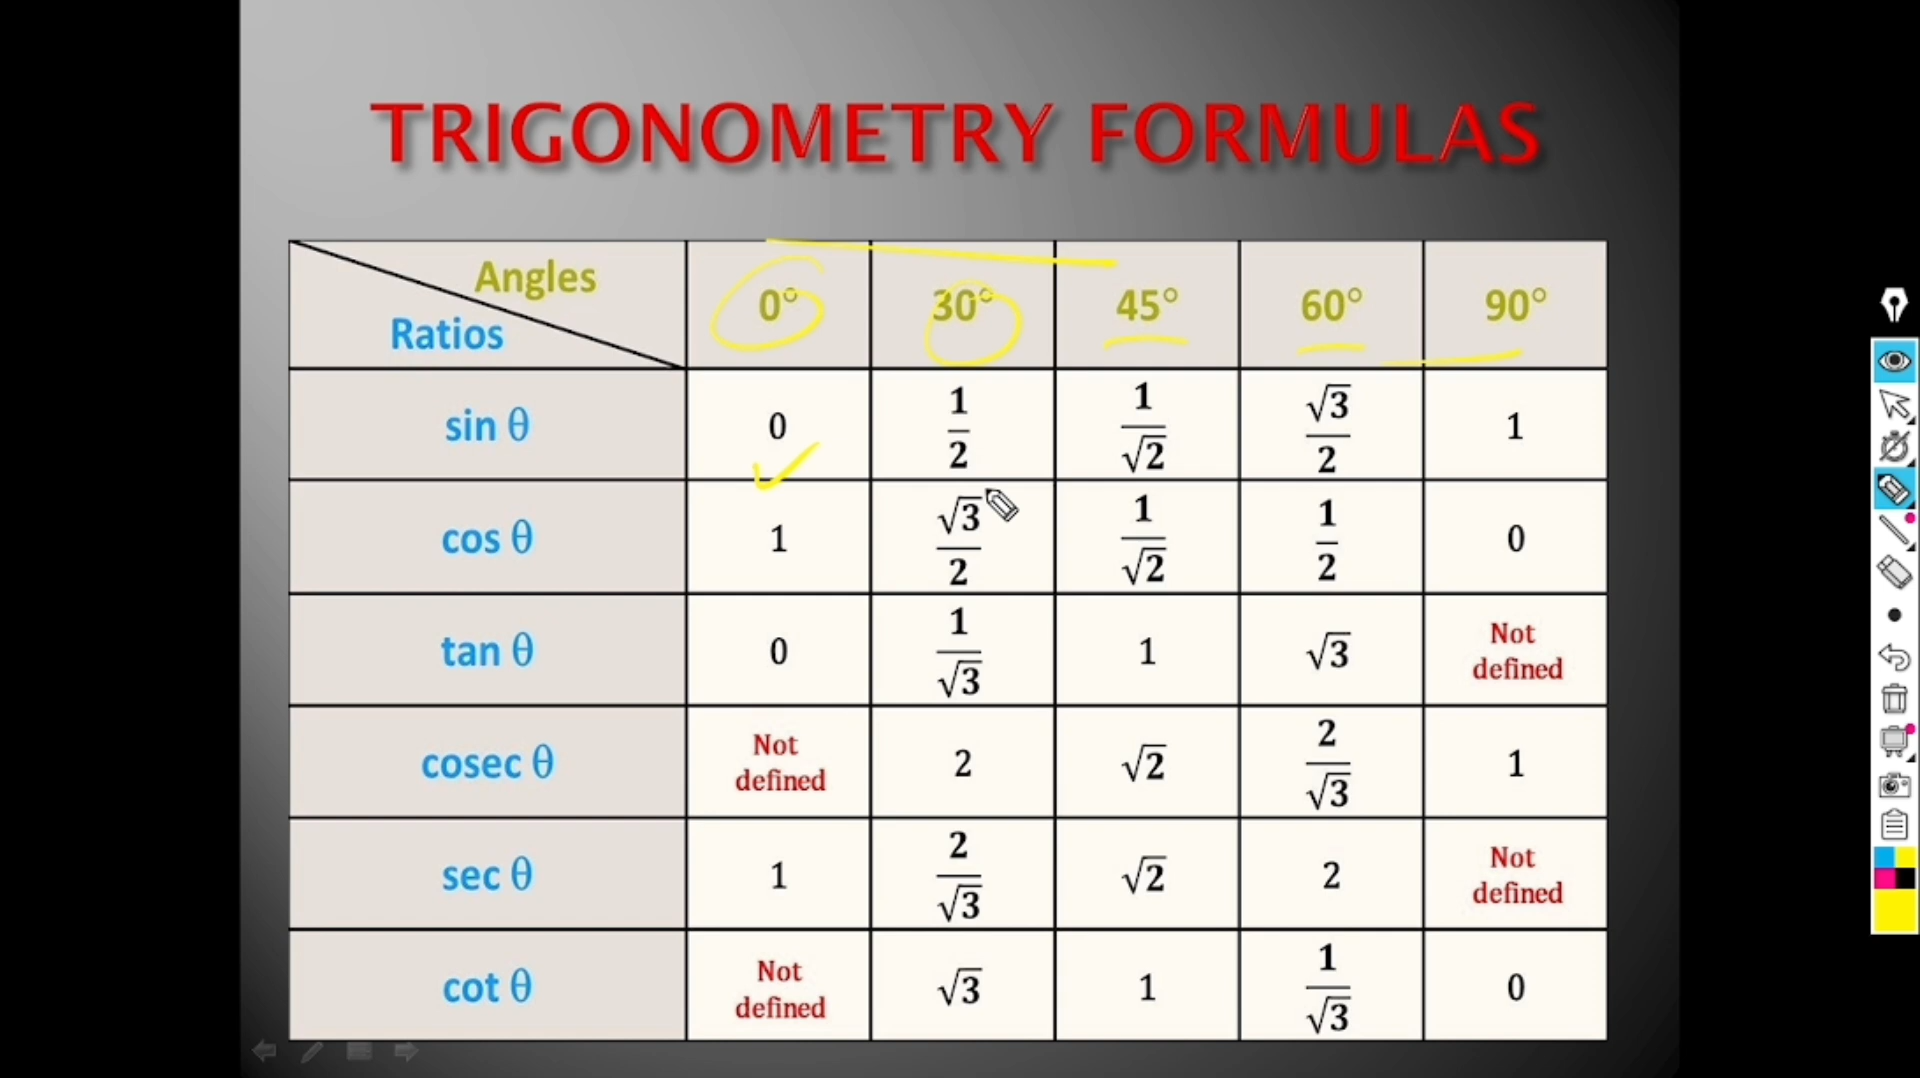 TRIGONOMETRY FORMULAS
Angles
Ratios
0° 30° 45° 60° 90°
sin θ 0 1/2 1/√2 √3/2 1
cos θ 1 √3/2 1/√2 1/2 0
tan θ 0 1/√3 1 √3 Not defined
cosec θ Not defined 2 √2 2/√3 1
sec θ 1 2/√3 √2 2 Not defined
cot θ Not defined √3 1 1/√3 0